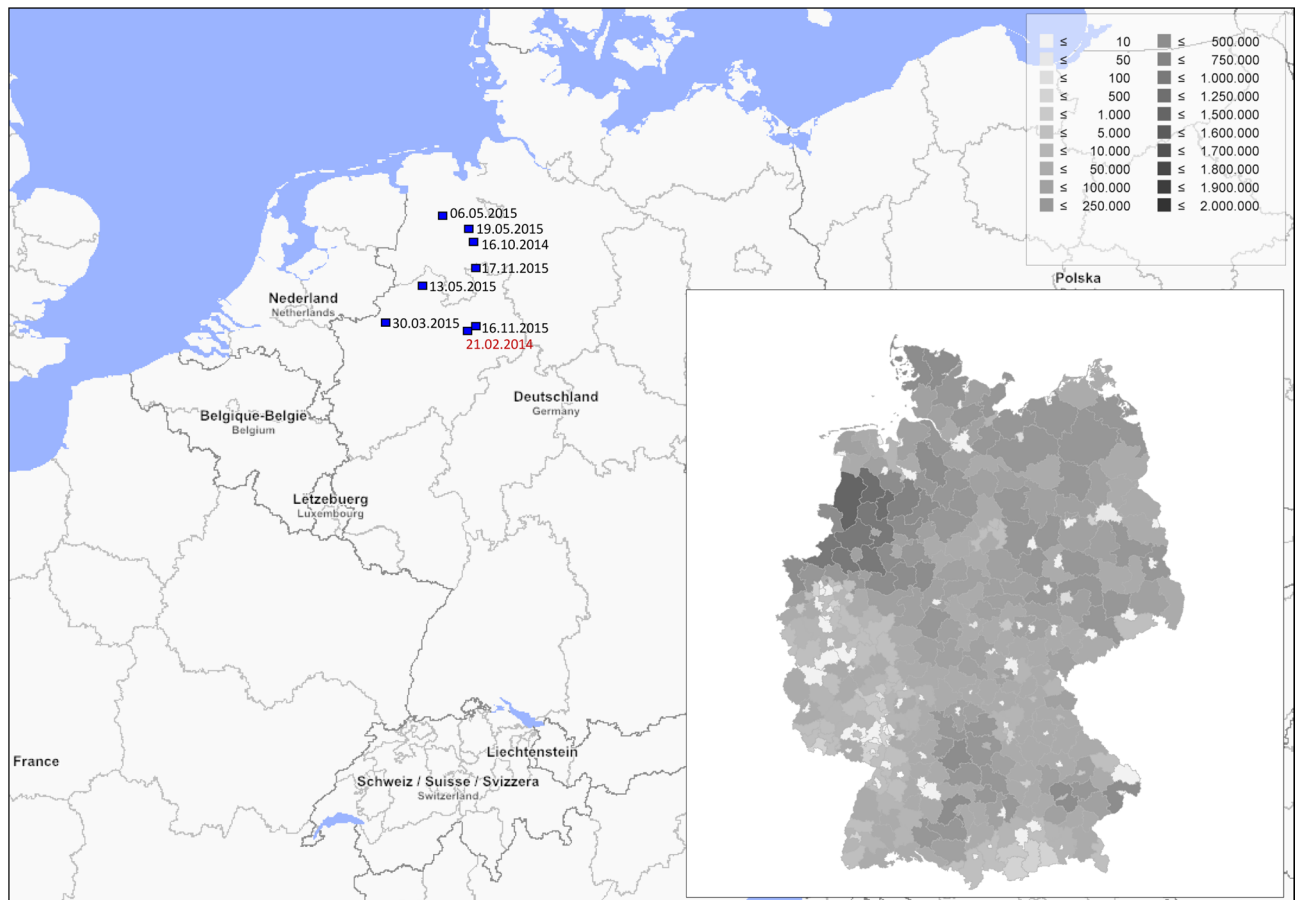 ≤ 10 ≤ 500.000
≤ 50 ≤ 750.000
≤ 100 ≤ 1.000.000
≤ 500 ≤ 1.250.000
≤ 1.000 ≤ 1.500.000
≤ 5.000 ≤ 1.600.000
≤ 10.000 ≤ 1.700.000
≤ 50.000 ≤ 1.800.000
≤ 100.000 ≤ 1.900.000
≤ 250.000 ≤ 2.000.000
06.05.2015
19.05.2015
16.10.2014
17.11.2015
Polska
13.05.2015
Nederland
Netherlands
30.03.2015
16.11.2015
21.02.2014
Deutschland
Germany
Belgique-België
Belgium
Lëtzebuerg
Luxembourg
Liechtenstein
France
Schweiz / Suisse / Svizzera
Switzerland